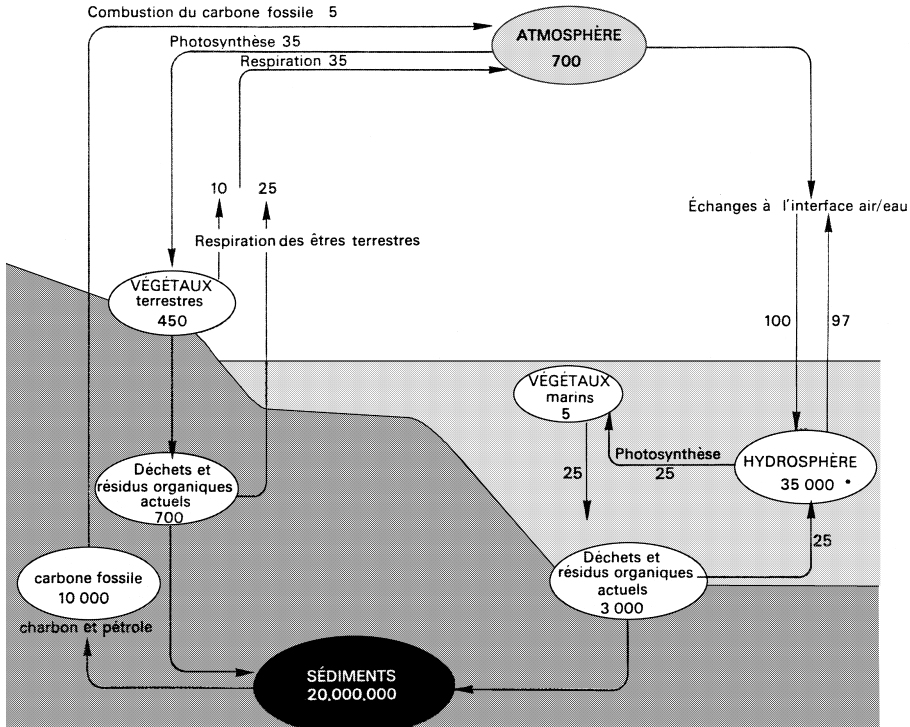 Combustion du carbone fossile 5
ATMOSPHÈRE
700
Photosynthèse 35
Respiration 35
10 25
Échanges à l'interface air/eau
Respiration des êtres terrestres
VÉGÉTAUX
terrestres
450
100 97
VÉGÉTAUX
marins
5
Photosynthèse
25
25
HYDROSPHÈRE
35 000 *
Déchets et
résidus organiques
actuels
700
25
Déchets et
résidus organiques
actuels
3 000
carbone fossile
10 000
charbon et pétrole
SÉDIMENTS
20.000.000